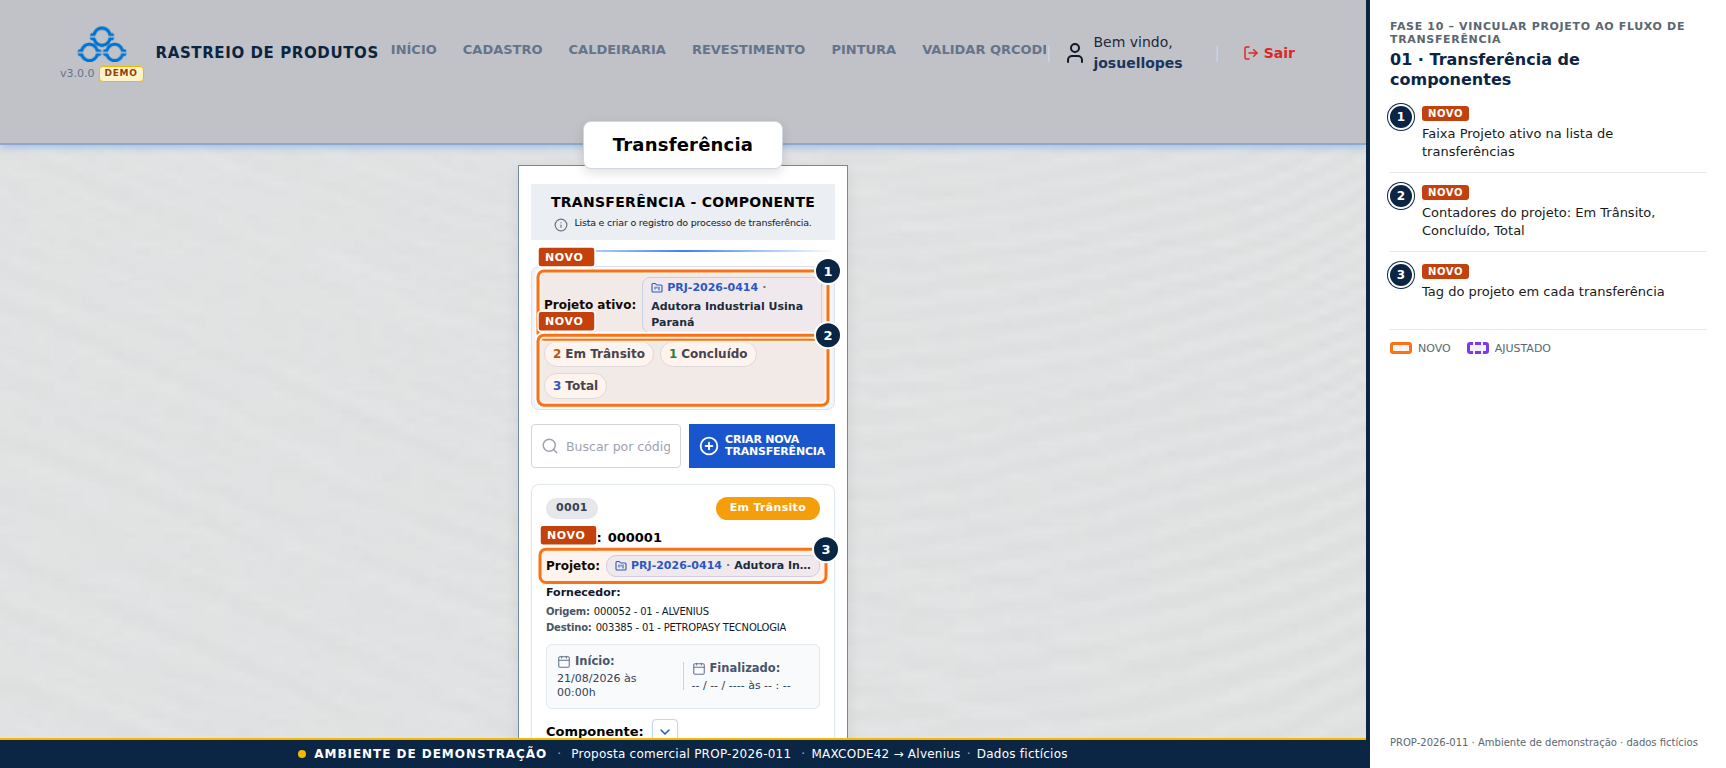 v3.0.0 DEMO
RASTREIO DE PRODUTOS
INÍCIO CADASTRO CALDEIRARIA REVESTIMENTO PINTURA VALIDAR QRCODI
Bem vindo,
josuellopes
Sair
Transferência
TRANSFERÊNCIA - COMPONENTE
Lista e criar o registro do processo de transferência.
NOVO
1
Projeto ativo:
PRJ-2026-0414 ·
Adutora Industrial Usina
Paraná
NOVO
2
2 Em Trânsito 1 Concluído
3 Total
Buscar por códig
CRIAR NOVA
TRANSFERÊNCIA
0001 Em Trânsito
NOVO : 000001
3
Projeto: PRJ-2026-0414 · Adutora In...
Fornecedor:
Origem: 000052 - 01 - ALVENIUS
Destino: 003385 - 01 - PETROPASY TECNOLOGIA
Início:
21/08/2026 às
00:00h
Finalizado:
-- / -- / ---- às -- : --
Componente:
AMBIENTE DE DEMONSTRAÇÃO · Proposta comercial PROP-2026-011 · MAXCODE42 → Alvenius · Dados fictícios
FASE 10 – VINCULAR PROJETO AO FLUXO DE
TRANSFERÊNCIA
01 · Transferência de
componentes
1 NOVO
Faixa Projeto ativo na lista de
transferências
2 NOVO
Contadores do projeto: Em Trânsito,
Concluído, Total
3 NOVO
Tag do projeto em cada transferência
NOVO AJUSTADO
PROP-2026-011 · Ambiente de demonstração · dados fictícios